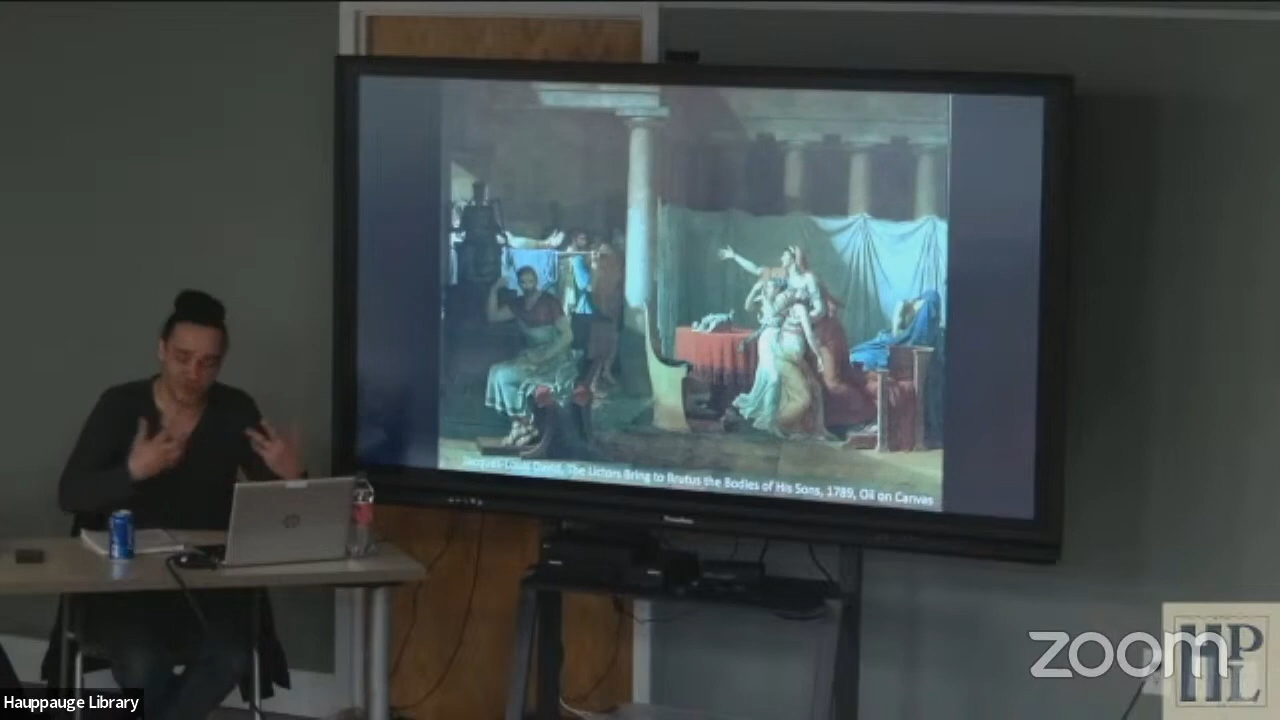 Jacques-Louis David, The Lictors Bring to Brutus the Bodies of His Sons, 1789, Oil on Canvas
hp
zoom
HPL
Hauppauge Library